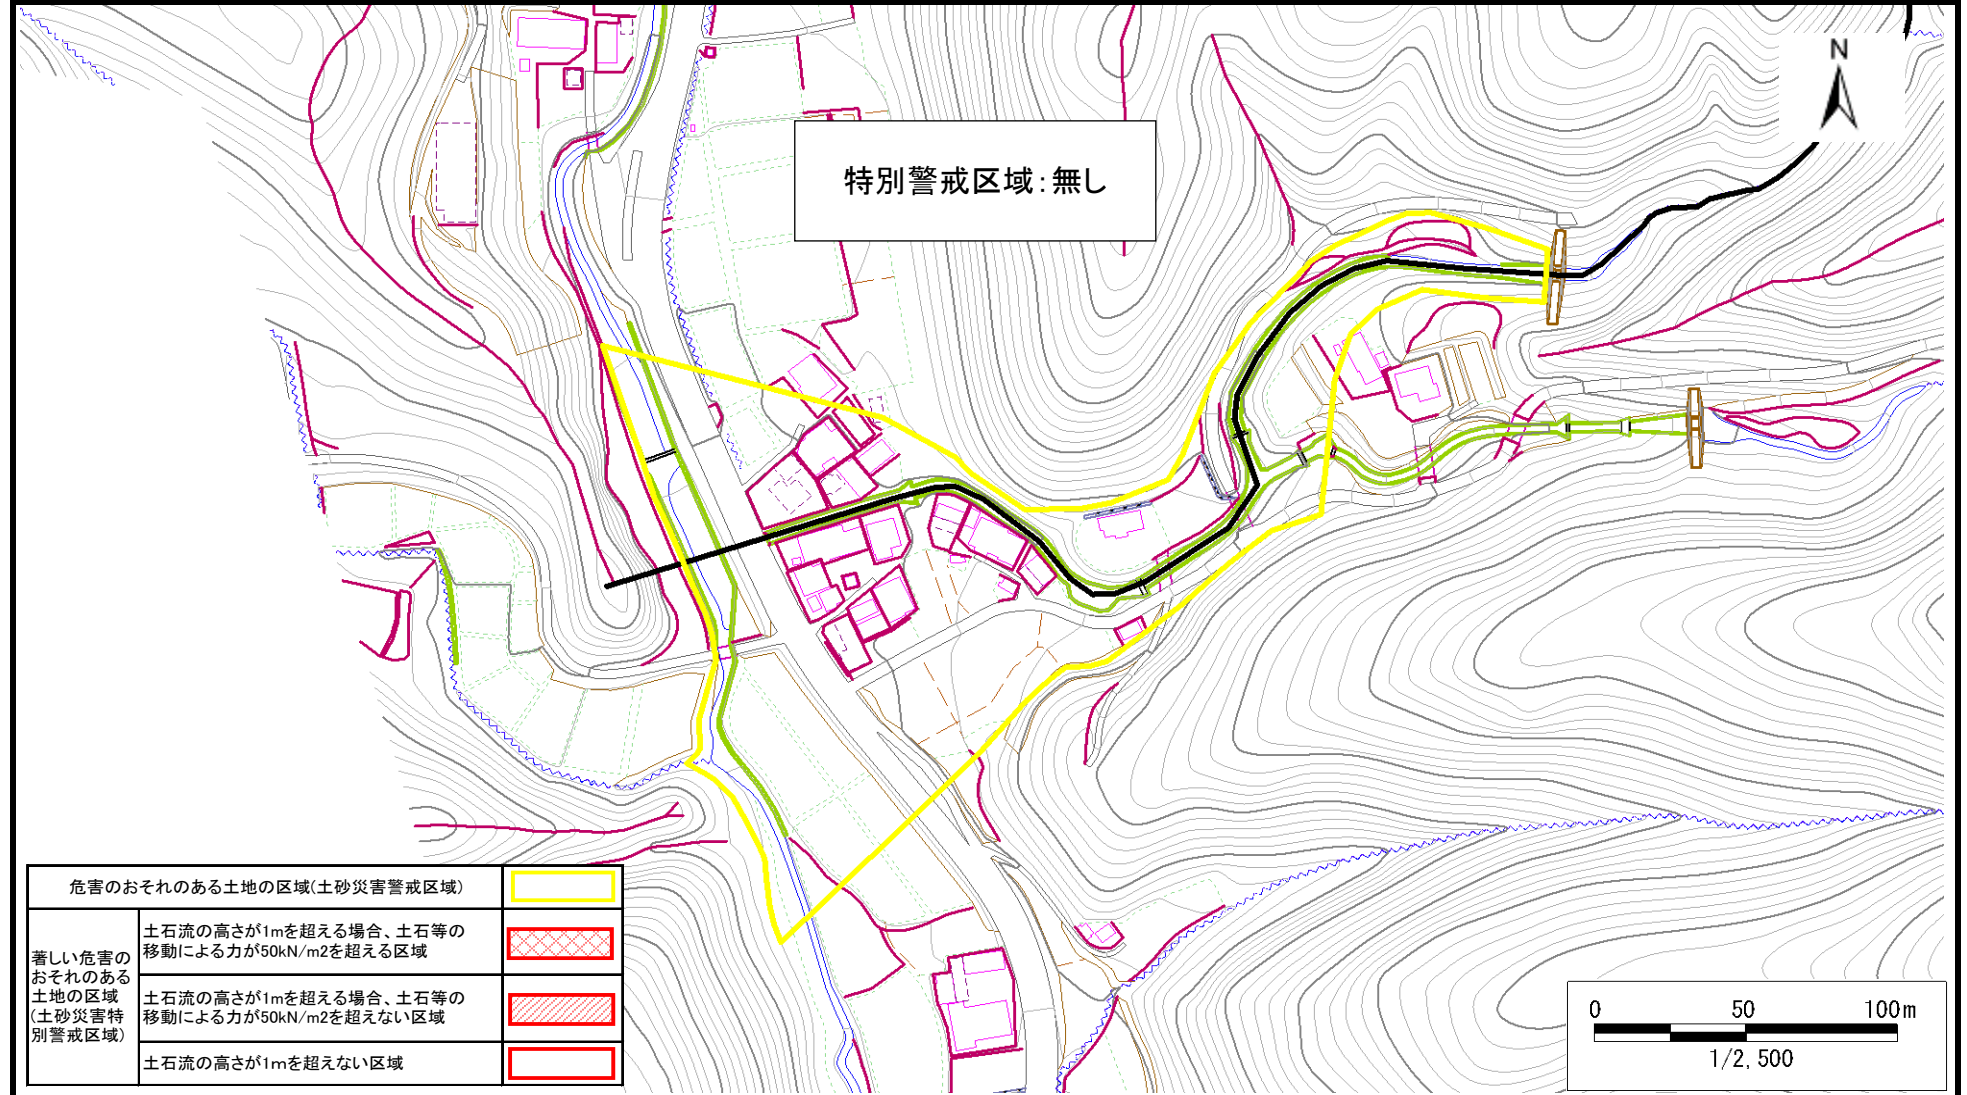 N
特別警戒区域:無し
危害のおそれのある土地の区域(土砂災害警戒区域)
著しい危害の
おそれのある
土地の区域
(土砂災害特
別警戒区域)
土石流の高さが1mを超える場合、土石等の
移動による力が50kN/m2を超える区域
土石流の高さが1mを超える場合、土石等の
移動による力が50kN/m2を超えない区域
土石流の高さが1mを超えない区域
0 50 100m
1/2,500